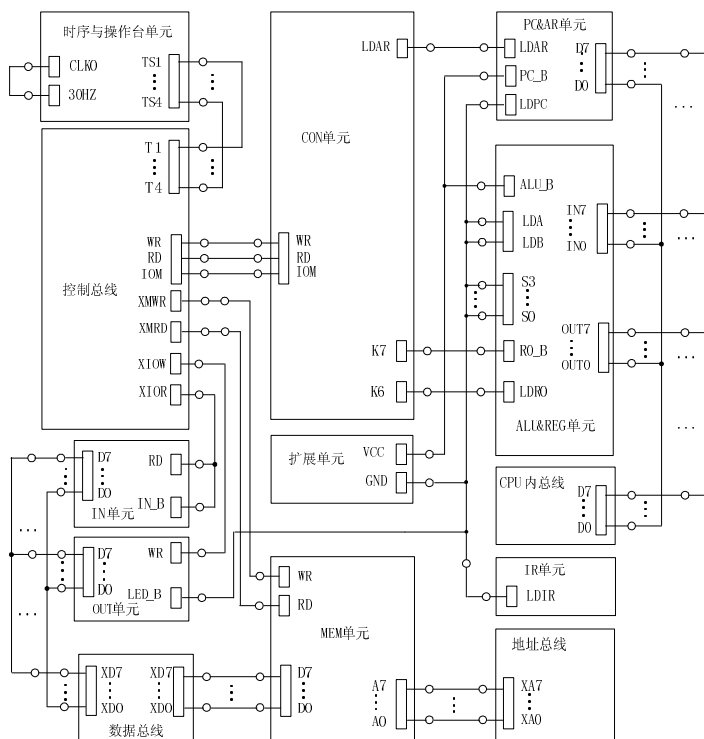 时序与操作台单元
CLK0
30HZ
TS1
TS4
控制总线
T1
T4
WR
RD
IOM
XMWR
XMRD
XIOW
XIOR
CON单元
LDAR
WR
RD
IOM
K7
K6
PC&AR单元
LDAR
PC_B
LDPC
D7
D0
...
ALU_B
LDA
LDB
S3
S0
R0_B
LDR0
IN7
IN0
OUT7
OUT0
ALU&REG单元
...
...
...
扩展单元
VCC
GND
CPU内总线
D7
D0
IN单元
D7
D0
RD
IN_B
...
OUT单元
D7
D0
WR
LED_B
...
IR单元
LDIR
MEM单元
WR
RD
D7
D0
A7
A0
地址总线
XA7
XA0
数据总线
XD7
XD0
XD7
XD0